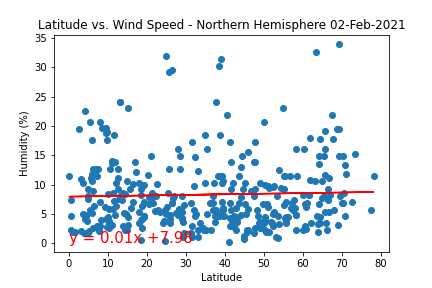 Latitude vs. Wind Speed - Northern Hemisphere 02-Feb-2021
Humidity (%)
35
30
25
20
15
10
5
0
y = 0.01x +7.98
0 10 20 30 40 50 60 70 80
Latitude